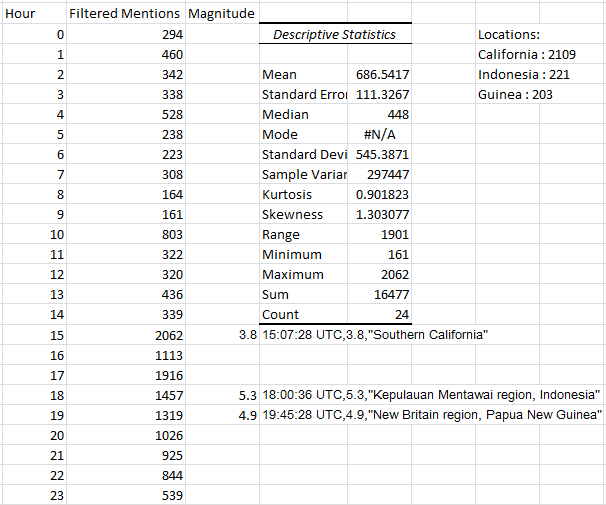 Hour Filtered Mentions Magnitude
0 294 Descriptive Statistics Locations:
1 460 California : 2109
2 342 Mean 686.5417 Indonesia : 221
3 338 Standard Error 111.3267 Guinea : 203
4 528 Median 448
5 238 Mode #N/A
6 223 Standard Devi 545.3871
7 308 Sample Varian 297447
8 164 Kurtosis 0.901823
9 161 Skewness 1.303077
10 803 Range 1901
11 322 Minimum 161
12 320 Maximum 2062
13 436 Sum 16477
14 339 Count 24
15 2062 3.8 15:07:28 UTC,3.8,"Southern California"
16 1113
17 1916
18 1457 5.3 18:00:36 UTC,5.3,"Kepulauan Mentawai region, Indonesia"
19 1319 4.9 19:45:28 UTC,4.9,"New Britain region, Papua New Guinea"
20 1026
21 925
22 844
23 539